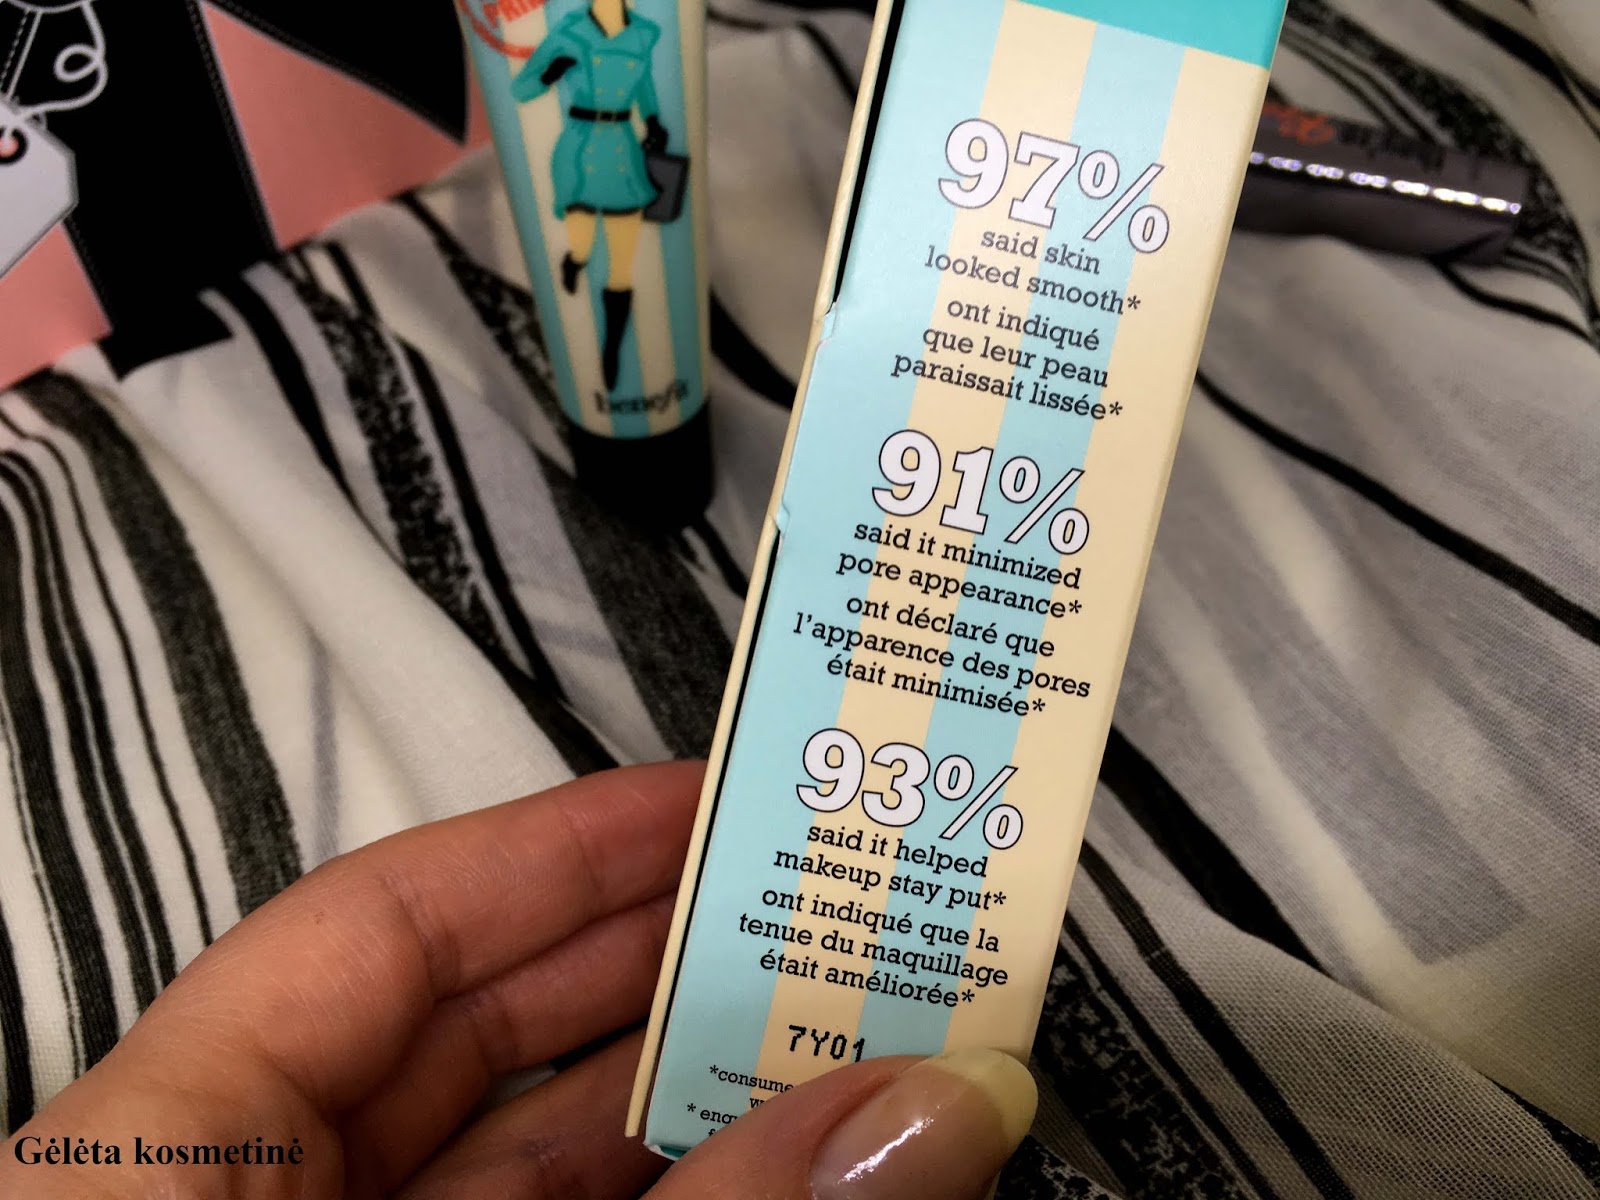 97%
said skin
looked smooth*
ont indiqué
que leur peau
paraissait lissée*
91%
said it minimized
pore appearance*
ont déclaré que
l'apparence des pores
était minimisée*
93%
said it helped
makeup stay put*
ont indiqué que la
tenue du maquillage
était améliorée*
7Y01
benefit
Gėlėta kosmetinė